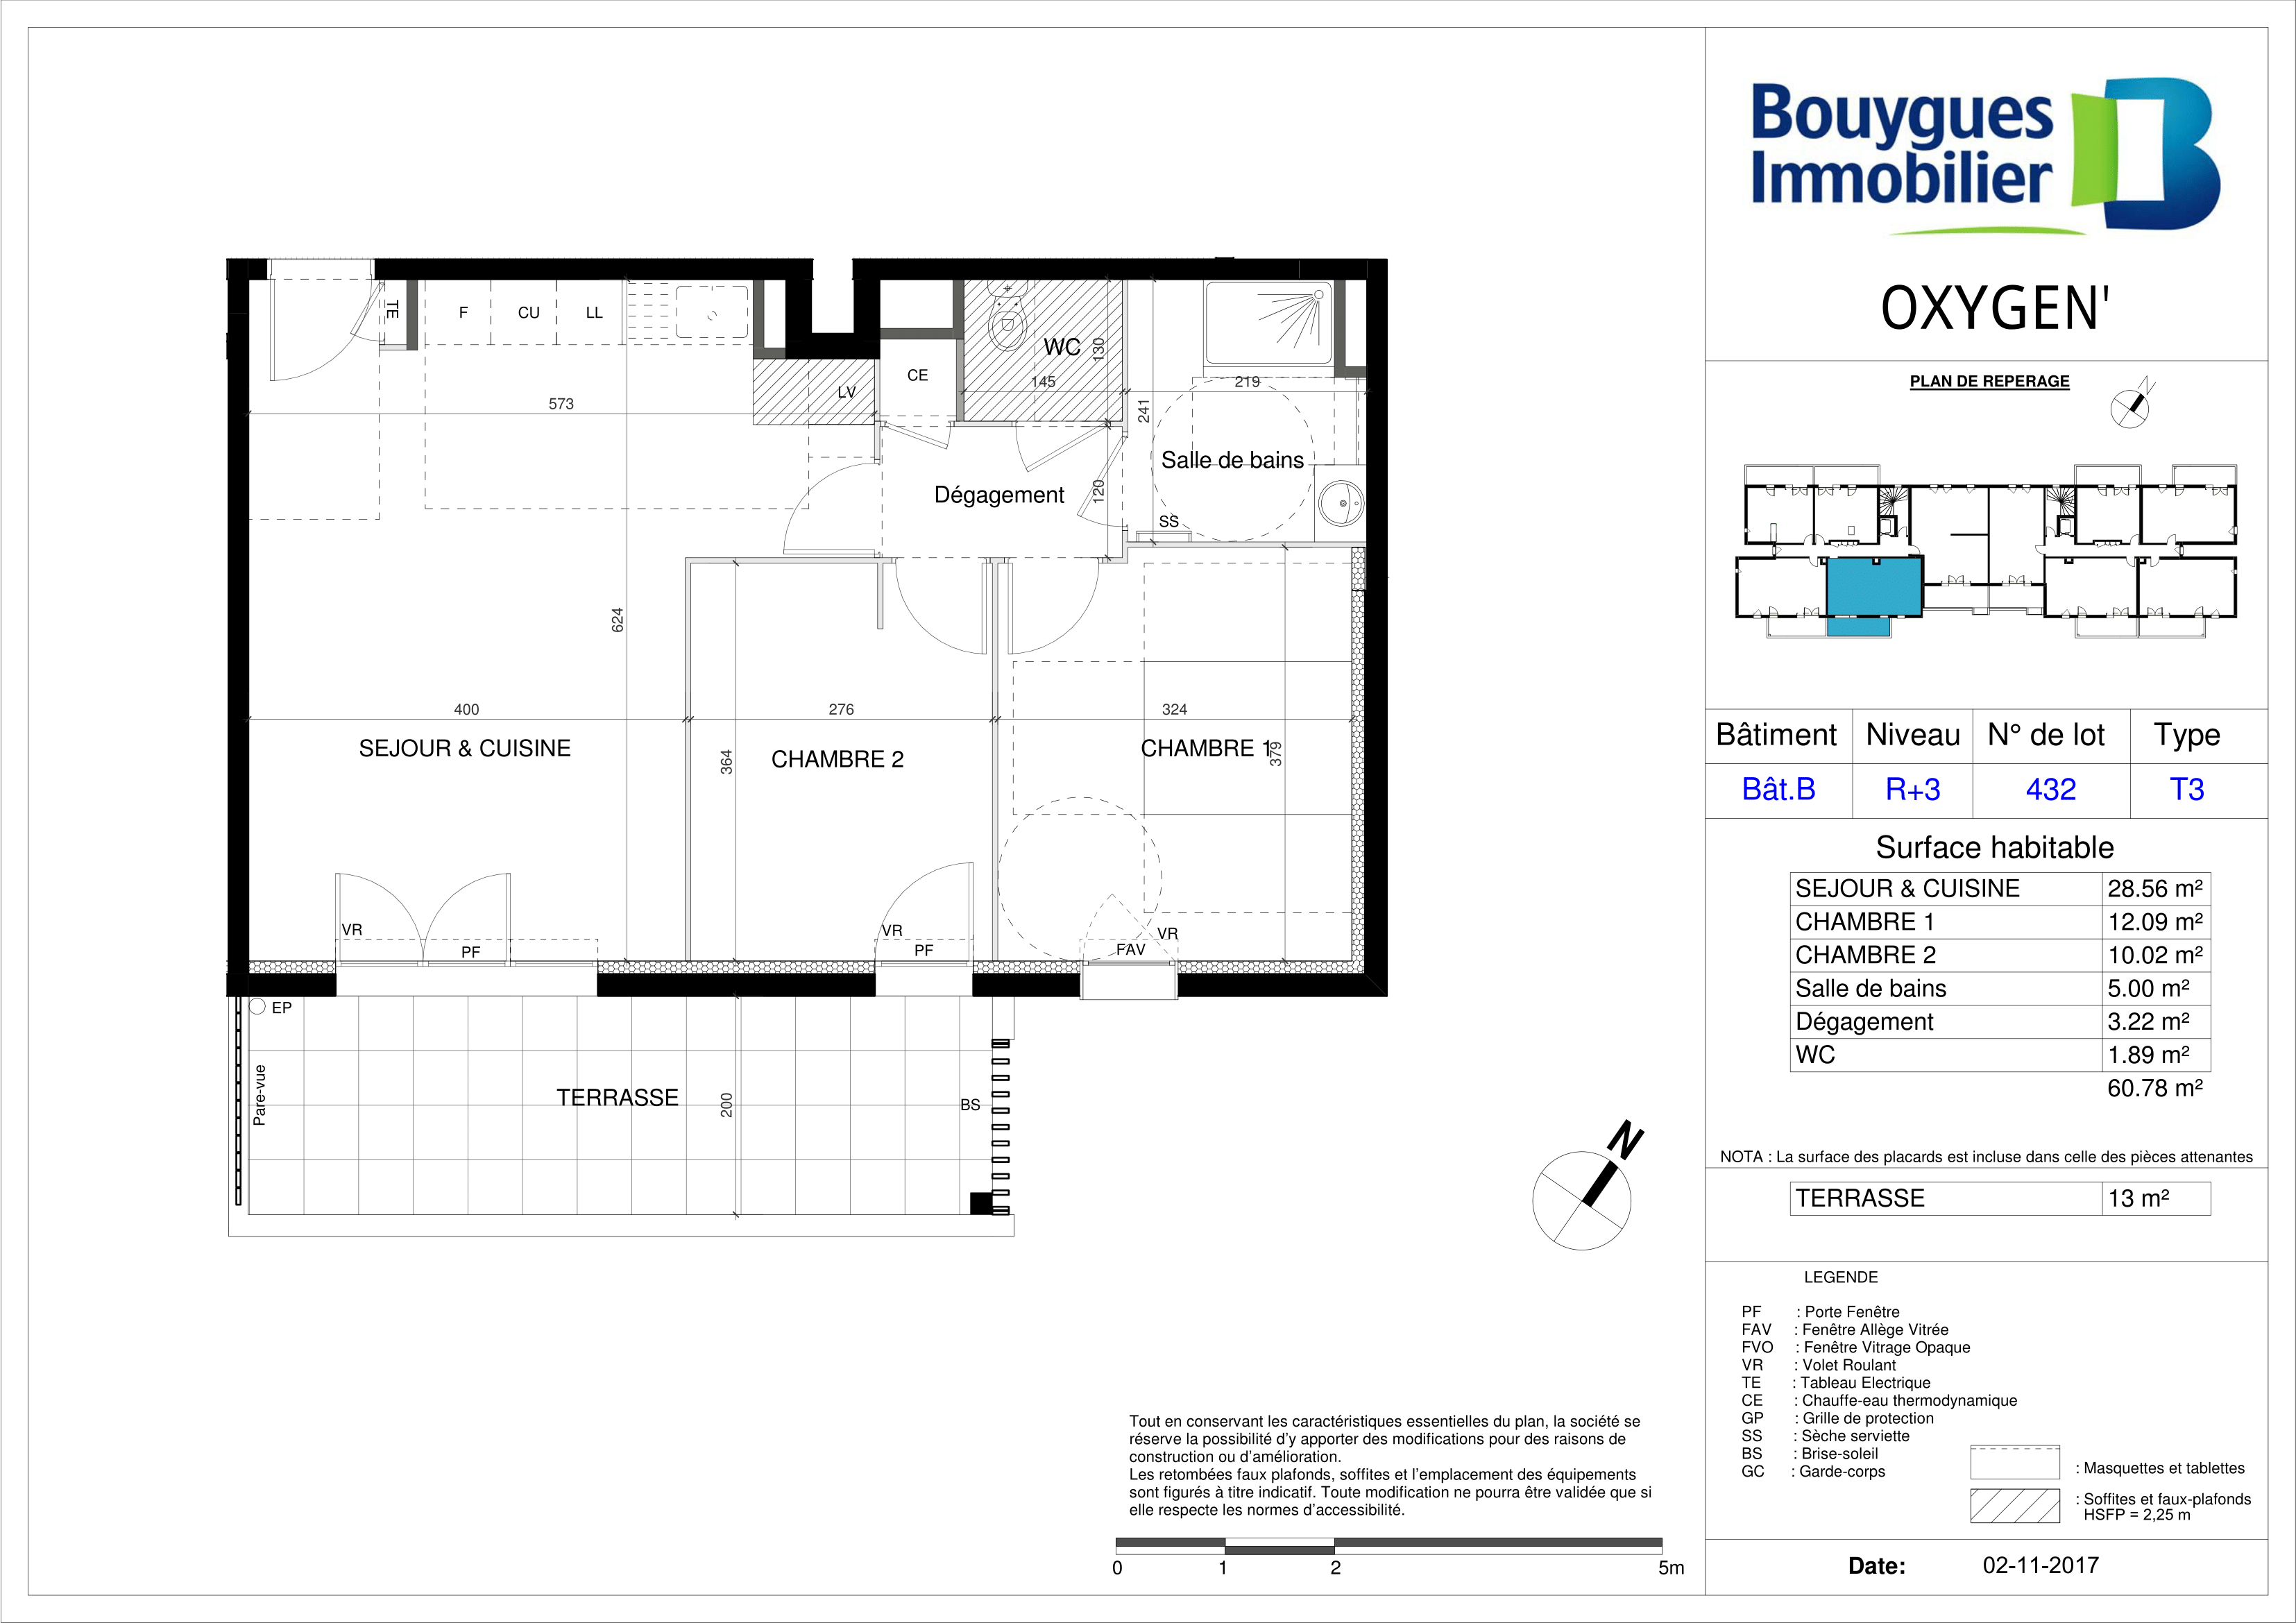 TE
F
CU
LL
WC
130
CE
145
219
LV
573
241
Salle de bains
Dégagement
120
SS
624
400
276
324
SEJOUR & CUISINE
364
CHAMBRE 2
CHAMBRE 1
379
VR
PF
VR
PF
VR
FAV
EP
Pare-vue
TERRASSE
200
BS
N
Tout en conservant les caractéristiques essentielles du plan, la société se
réserve la possibilité d'y apporter des modifications pour des raisons de
construction ou d'amélioration.
Les retombées faux plafonds, soffites et l'emplacement des équipements
sont figurés à titre indicatif. Toute modification ne pourra être validée que si
elle respecte les normes d'accessibilité.
0 1 2 5m
Bouygues
Immobilier
OXYGEN'
PLAN DE REPERAGE
N
Bâtiment Niveau N° de lot Type
Bât.B R+3 432 T3
Surface habitable
SEJOUR & CUISINE 28.56 m²
CHAMBRE 1 12.09 m²
CHAMBRE 2 10.02 m²
Salle de bains 5.00 m²
Dégagement 3.22 m²
WC 1.89 m²
60.78 m²
NOTA : La surface des placards est incluse dans celle des pièces attenantes
TERRASSE 13 m²
LEGENDE
PF : Porte Fenêtre
FAV : Fenêtre Allège Vitrée
FVO : Fenêtre Vitrage Opaque
VR : Volet Roulant
TE : Tableau Electrique
CE : Chauffe-eau thermodynamique
GP : Grille de protection
SS : Sèche serviette
BS : Brise-soleil
GC : Garde-corps
: Masquettes et tablettes
: Soffites et faux-plafonds
HSFP = 2,25 m
Date: 02-11-2017